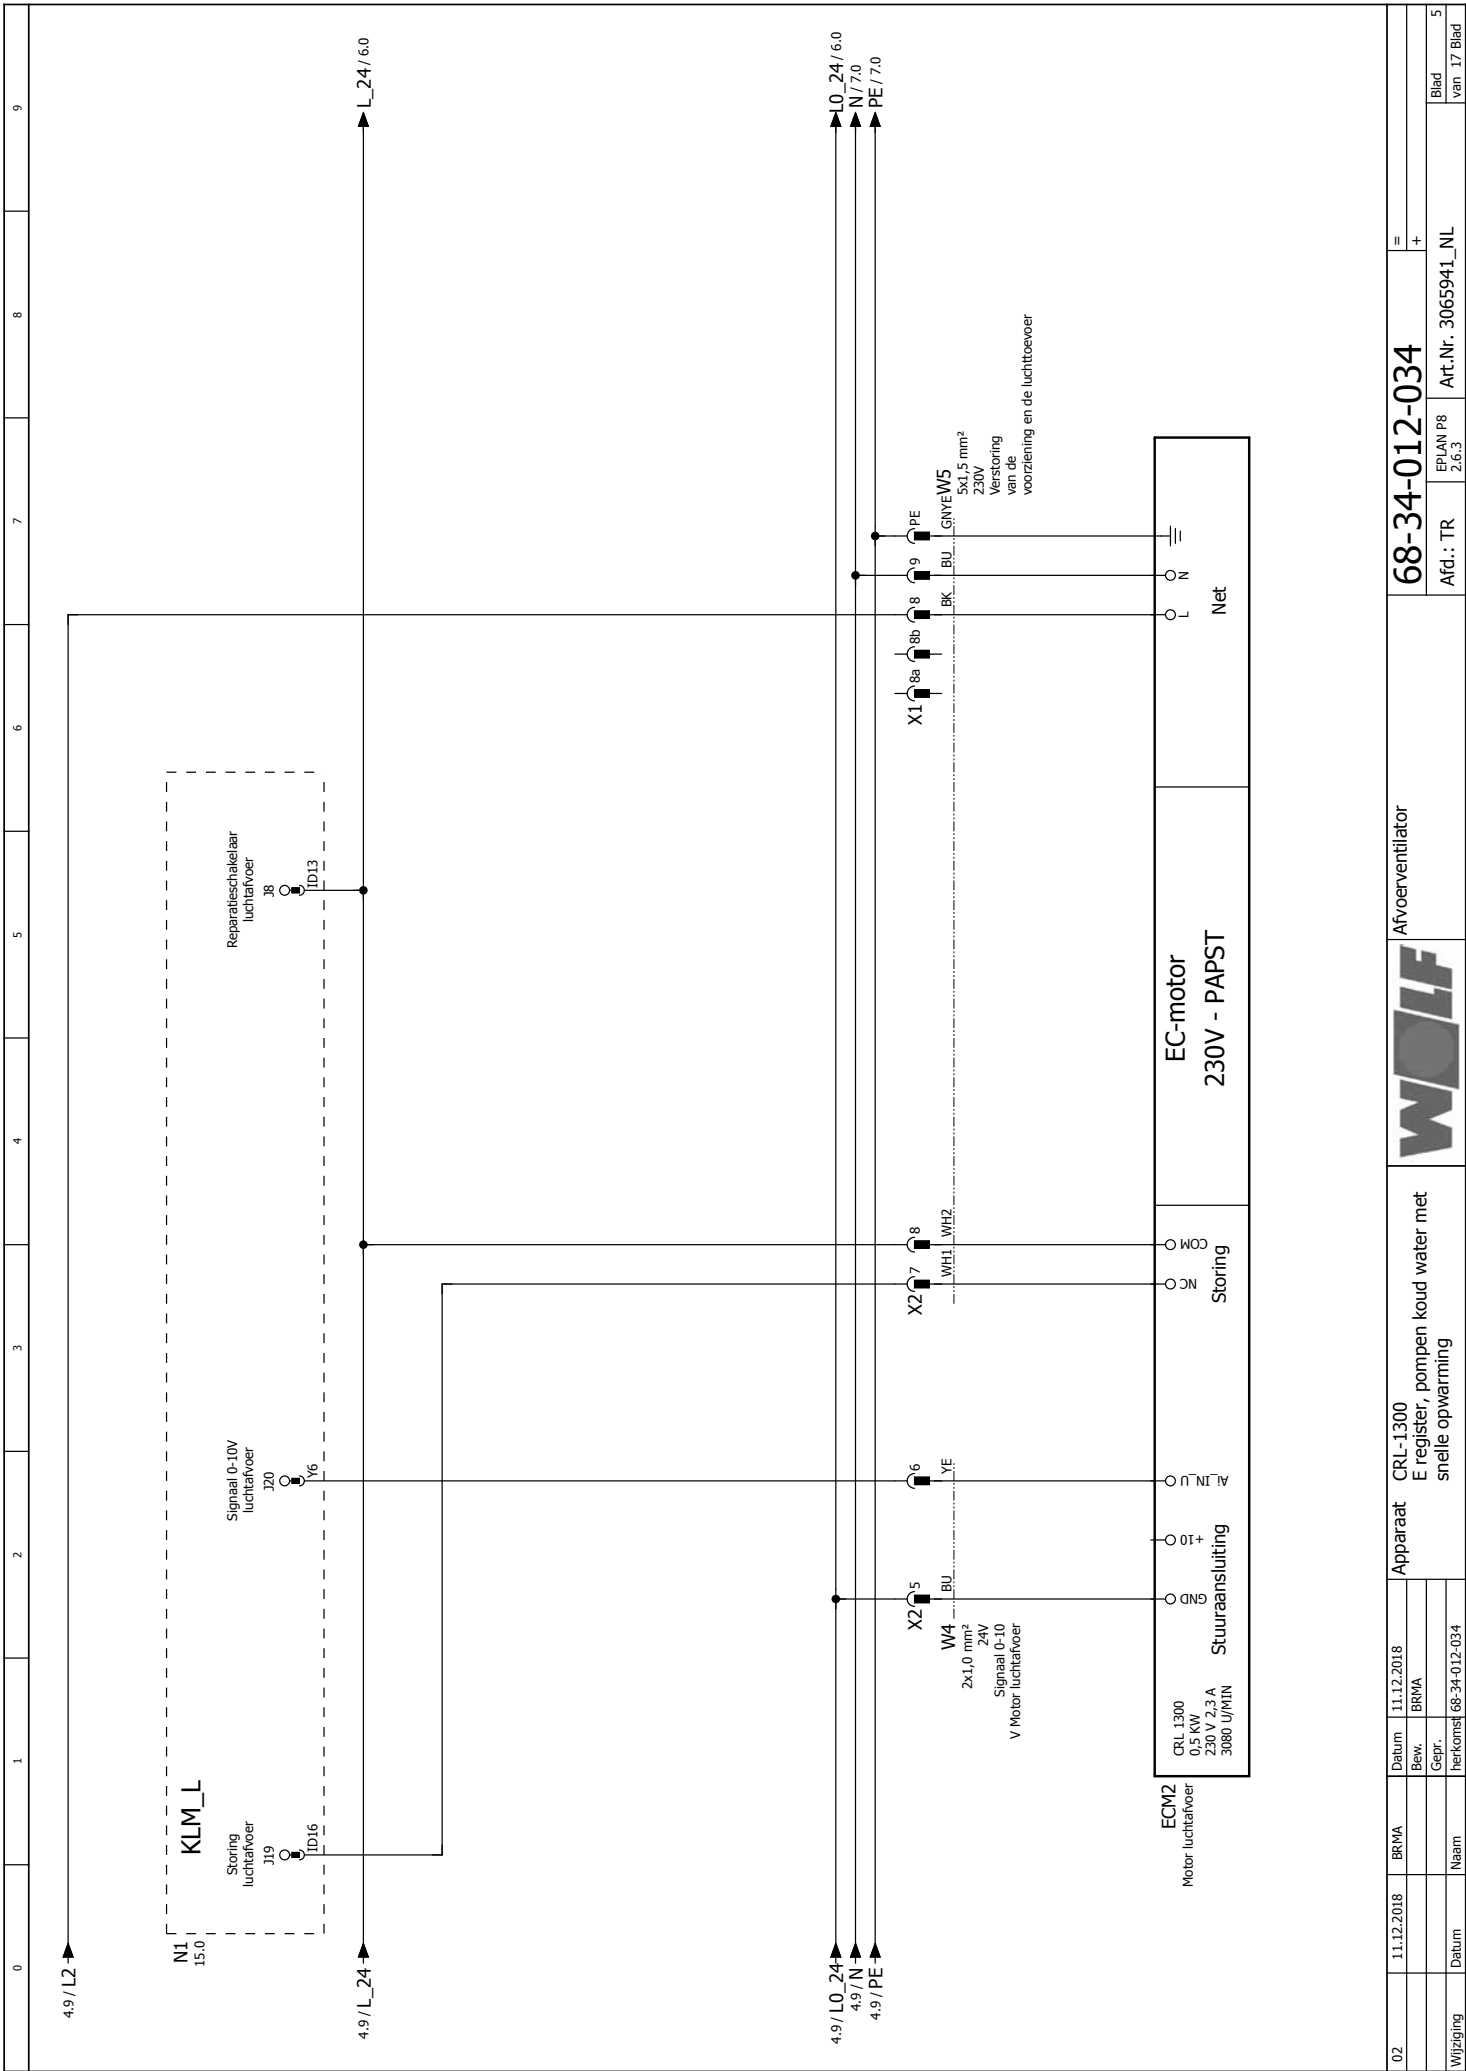 0 1 2 3 4 5 6 7 8 9
4.9 / L2
N1
15.0
KLM_L
Storing
luchtafvoer
J19
ID16
Signaal 0-10V
luchtafvoer
J20
Y6
Reparatieschakelaar
luchtafvoer
J8
ID13
4.9 / L_24
L_24 / 6.0
4.9 / L0_24
4.9 / N
4.9 / PE
L0_24 / 6.0
N / 7.0
PE / 7.0
X2 5 6
X2 7 8
X1 8a 8b 8 9 PE
W4 BU YE
2x1,0 mm²
24V
Signaal 0-10
V Motor luchtafvoer
WH1 WH2
BK BU GNYE W5
5x1,5 mm²
230V
Verstoring
van de
voorziening en de luchttoevoer
ECM2
Motor luchtafvoer
CRL 1300
0,5 KW
230 V 2,3 A
3080 U/MIN
GND +10 Ai_IN_U
Stuuraansluiting
NC COM
Storing
EC-motor
230V - PAPST
L N
Net
02 11.12.2018 BRMA
Wijziging Datum Naam
Datum 11.12.2018
Bew. BRMA
Gepr.
herkomst 68-34-012-034
Apparaat CRL-1300
E register, pompen koud water met
snelle opwarming
WOLF
Afvoerventilator
68-34-012-034
=
+
Afd.: TR
EPLAN P8
2.6.3
Art.Nr. 3065941_NL
Blad 5
van 17 Blad